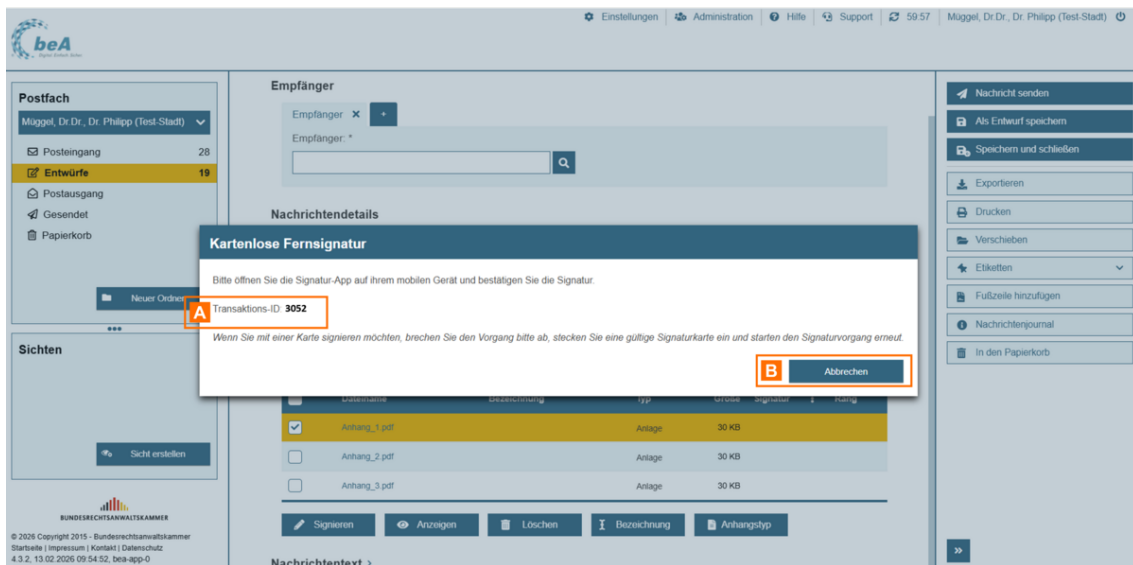 Einstellungen Administration Hilfe Support 59:57 Müggel, Dr.Dr., Dr. Philipp (Test-Stadt)
beA
Digital. Einfach. Sicher.
Postfach
Müggel, Dr.Dr., Dr. Philipp (Test-Stadt)
Posteingang 28
Entwürfe 19
Postausgang
Gesendet
Papierkorb
Neuer Ordner
Sichten
Sicht erstellen
BUNDESRECHTSANWALTSKAMMER
© 2026 Copyright 2015 - Bundesrechtsanwaltskammer
Startseite | Impressum | Kontakt | Datenschutz
4.3.2, 13.02.2026 09:54:52, bea-app-0
Empfänger
Empfänger × +
Empfänger: *
Nachrichtendetails
Kartenlose Fernsignatur
Bitte öffnen Sie die Signatur-App auf ihrem mobilen Gerät und bestätigen Sie die Signatur.
A
Transaktions-ID: 3052
Wenn Sie mit einer Karte signieren möchten, brechen Sie den Vorgang bitte ab, stecken Sie eine gültige Signaturkarte ein und starten den Signaturvorgang erneut.
B Abbrechen
Dateiname Bezeichnung Typ Größe Signatur Rang
Anhang_1.pdf Anlage 30 KB
Anhang_2.pdf Anlage 30 KB
Anhang_3.pdf Anlage 30 KB
Signieren Anzeigen Löschen Bezeichnung Anhangstyp
Nachrichtentext >
Nachricht senden
Als Entwurf speichern
Speichern und schließen
Exportieren
Drucken
Verschieben
Etiketten
Fußzeile hinzufügen
Nachrichtenjournal
In den Papierkorb
»